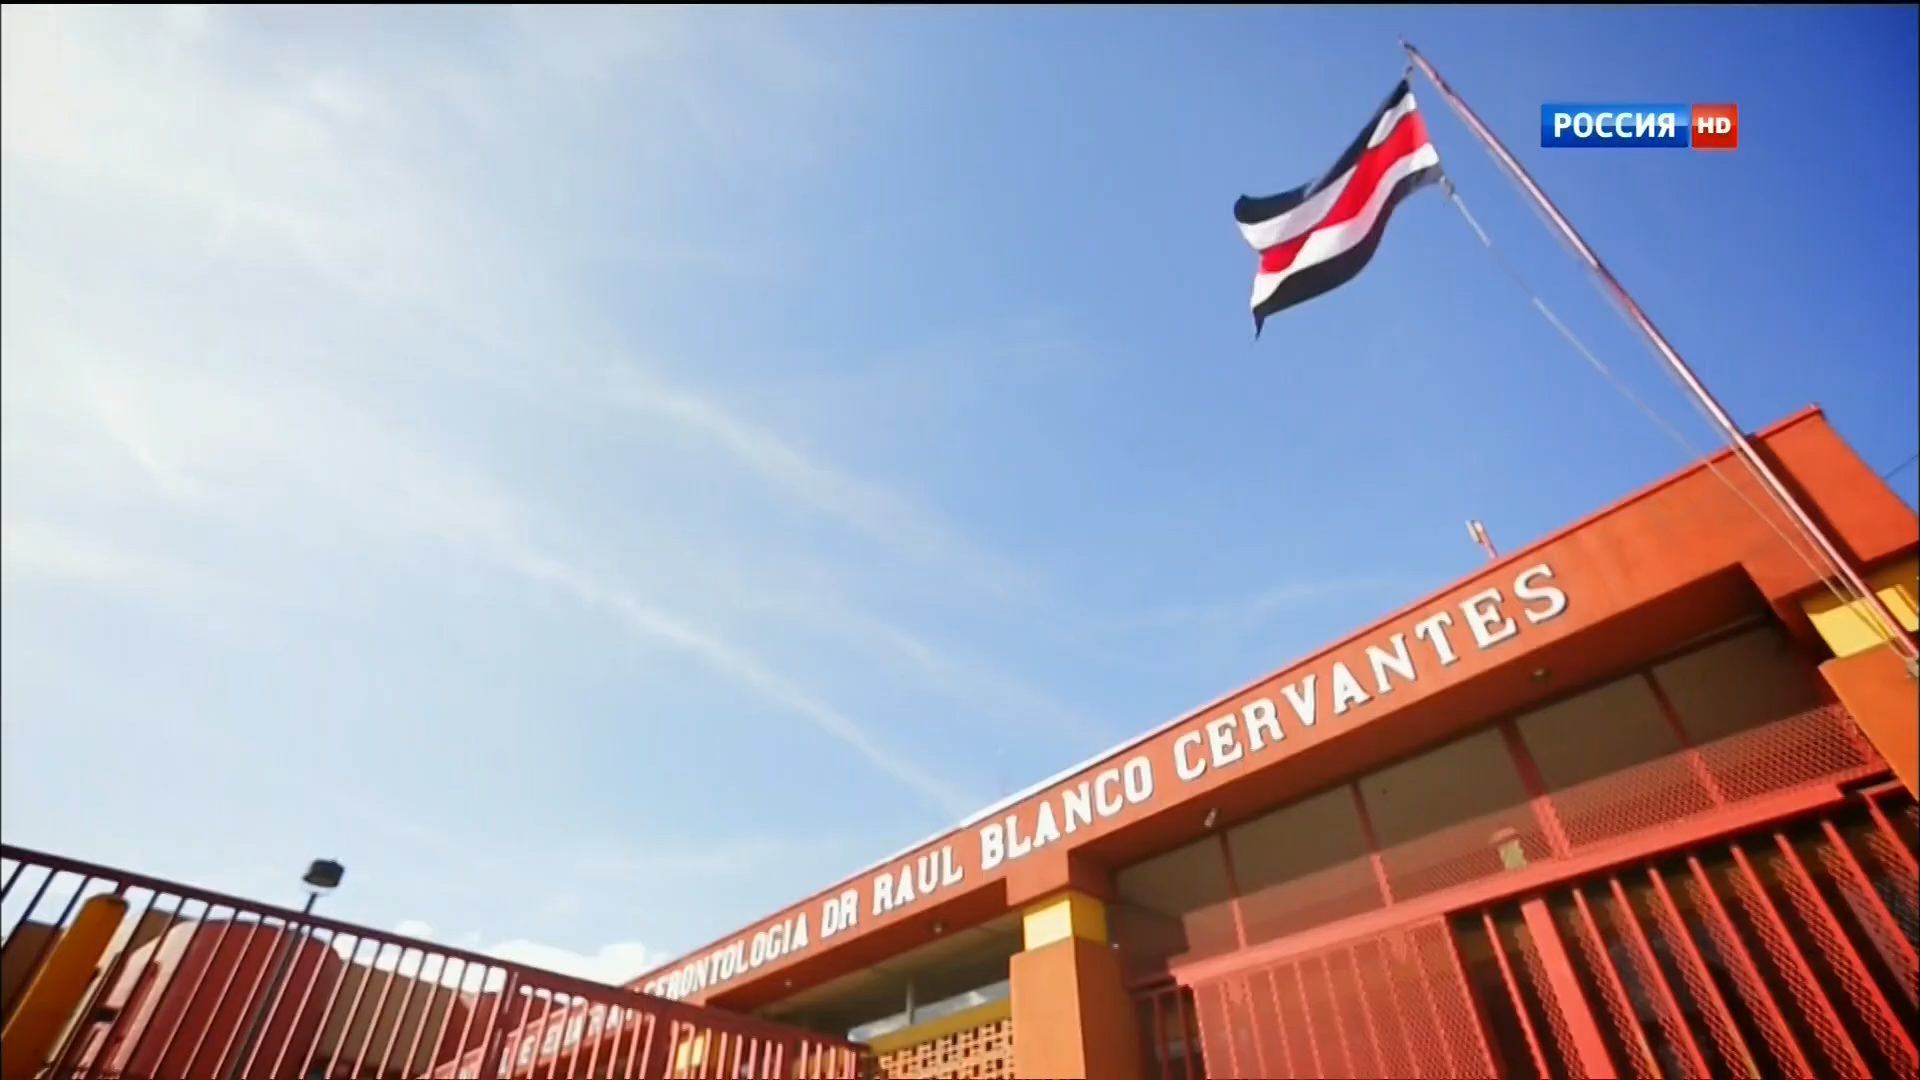 РОССИЯ HD
GERONTOLOGIA DR RAUL BLANCO CERVANTES